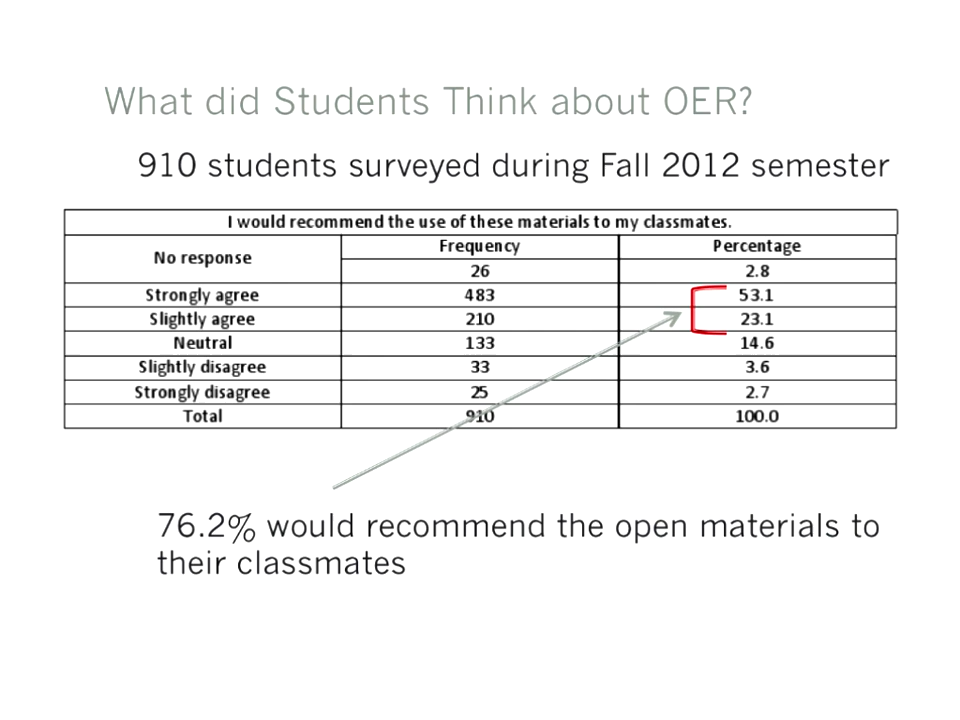 What did Students Think about OER?
910 students surveyed during Fall 2012 semester
I would recommend the use of these materials to my classmates.
No response Frequency Percentage
26 2.8
Strongly agree 483 53.1
Slightly agree 210 23.1
Neutral 133 14.6
Slightly disagree 33 3.6
Strongly disagree 25 2.7
Total 910 100.0
76.2% would recommend the open materials to
their classmates